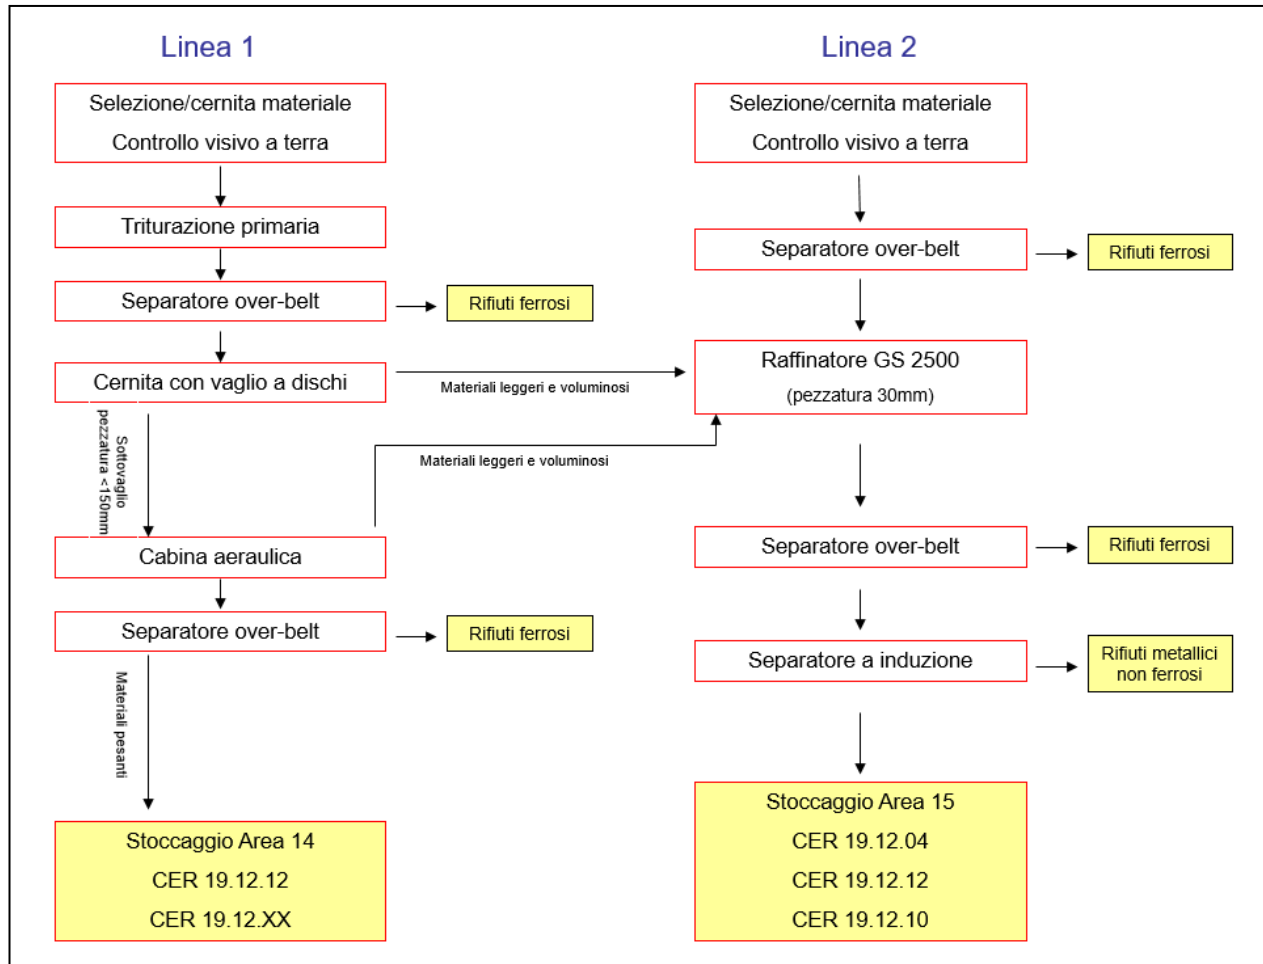 Linea 1
Selezione/cernita materiale
Controllo visivo a terra
Triturazione primaria
Separatore over-belt
Rifiuti ferrosi
Cernita con vaglio a dischi
Materiali leggeri e voluminosi
Sottovaglio
pezzatura <150mm
Materiali leggeri e voluminosi
Cabina aeraulica
Separatore over-belt
Rifiuti ferrosi
Materiali pesanti
Stoccaggio Area 14
CER 19.12.12
CER 19.12.XX
Linea 2
Selezione/cernita materiale
Controllo visivo a terra
Separatore over-belt
Rifiuti ferrosi
Raffinatore GS 2500
(pezzatura 30mm)
Separatore over-belt
Rifiuti ferrosi
Separatore a induzione
Rifiuti metallici
non ferrosi
Stoccaggio Area 15
CER 19.12.04
CER 19.12.12
CER 19.12.10